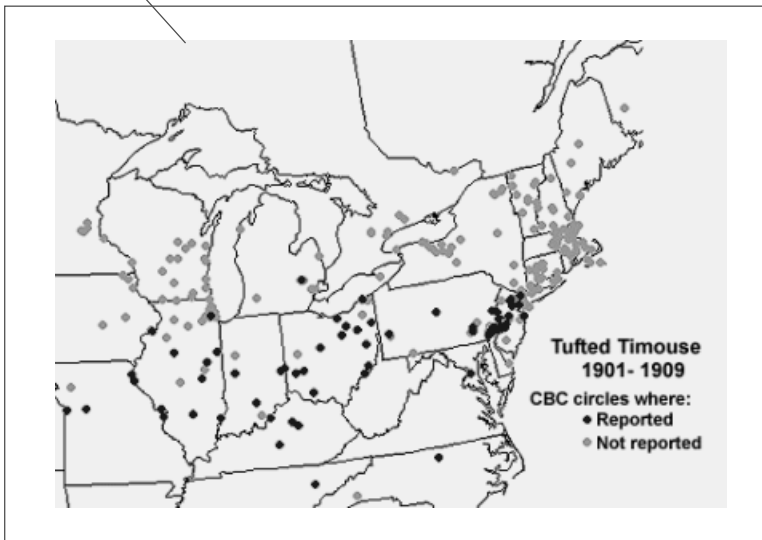 Tufted Timouse
1901- 1909
CBC circles where:
Reported
Not reported